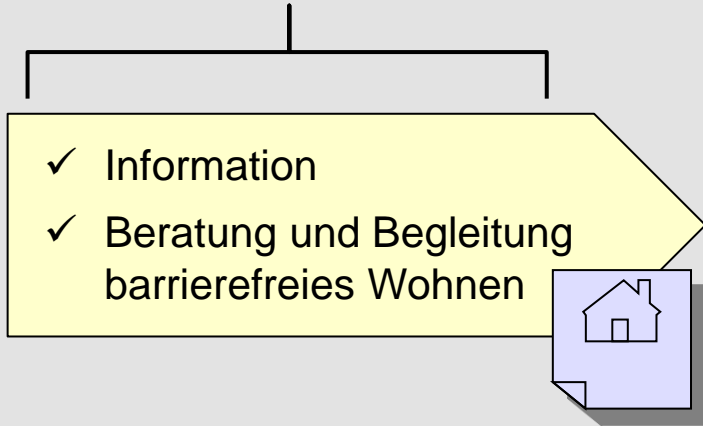 ✓ Information
✓ Beratung und Begleitung
barrierefreies Wohnen